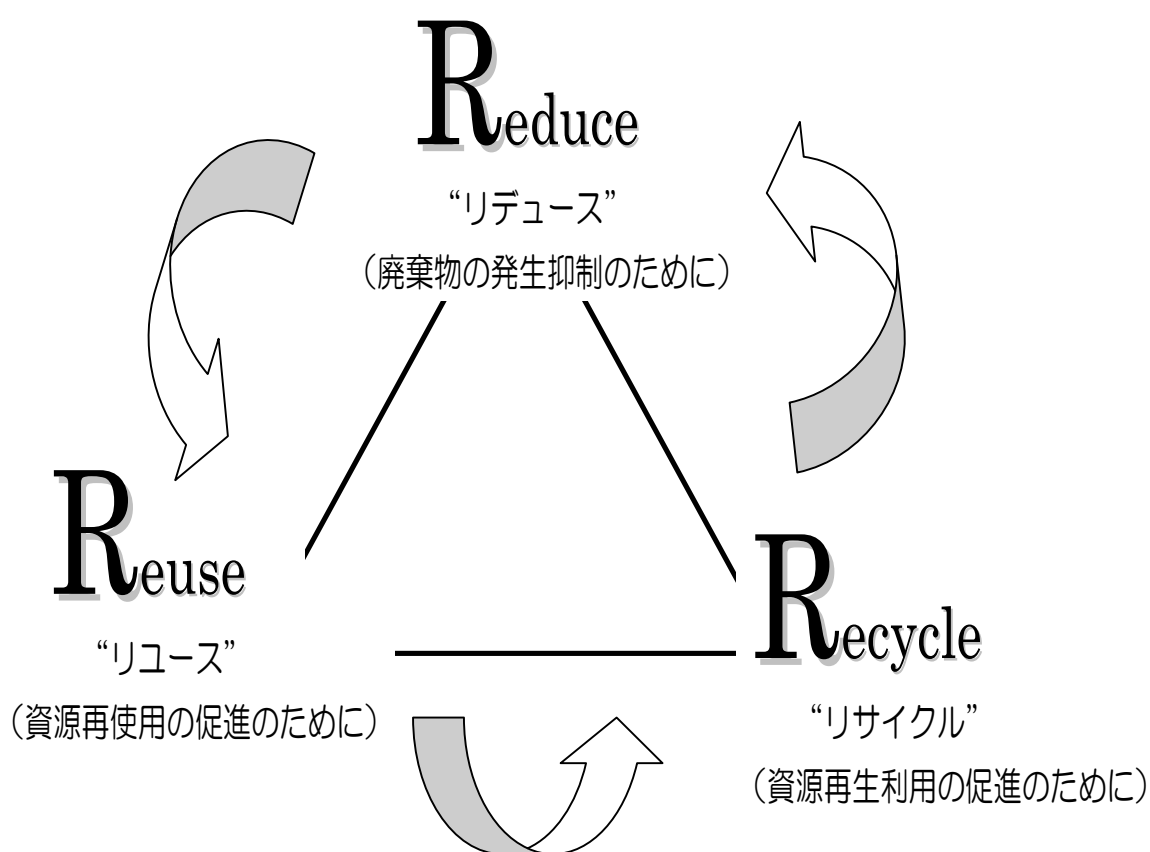 Reduce
“リデュース”
（廃棄物の発生抑制のために）
Reuse
“リユース”
（資源再使用の促進のために）
Recycle
“リサイクル”
（資源再生利用の促進のために）